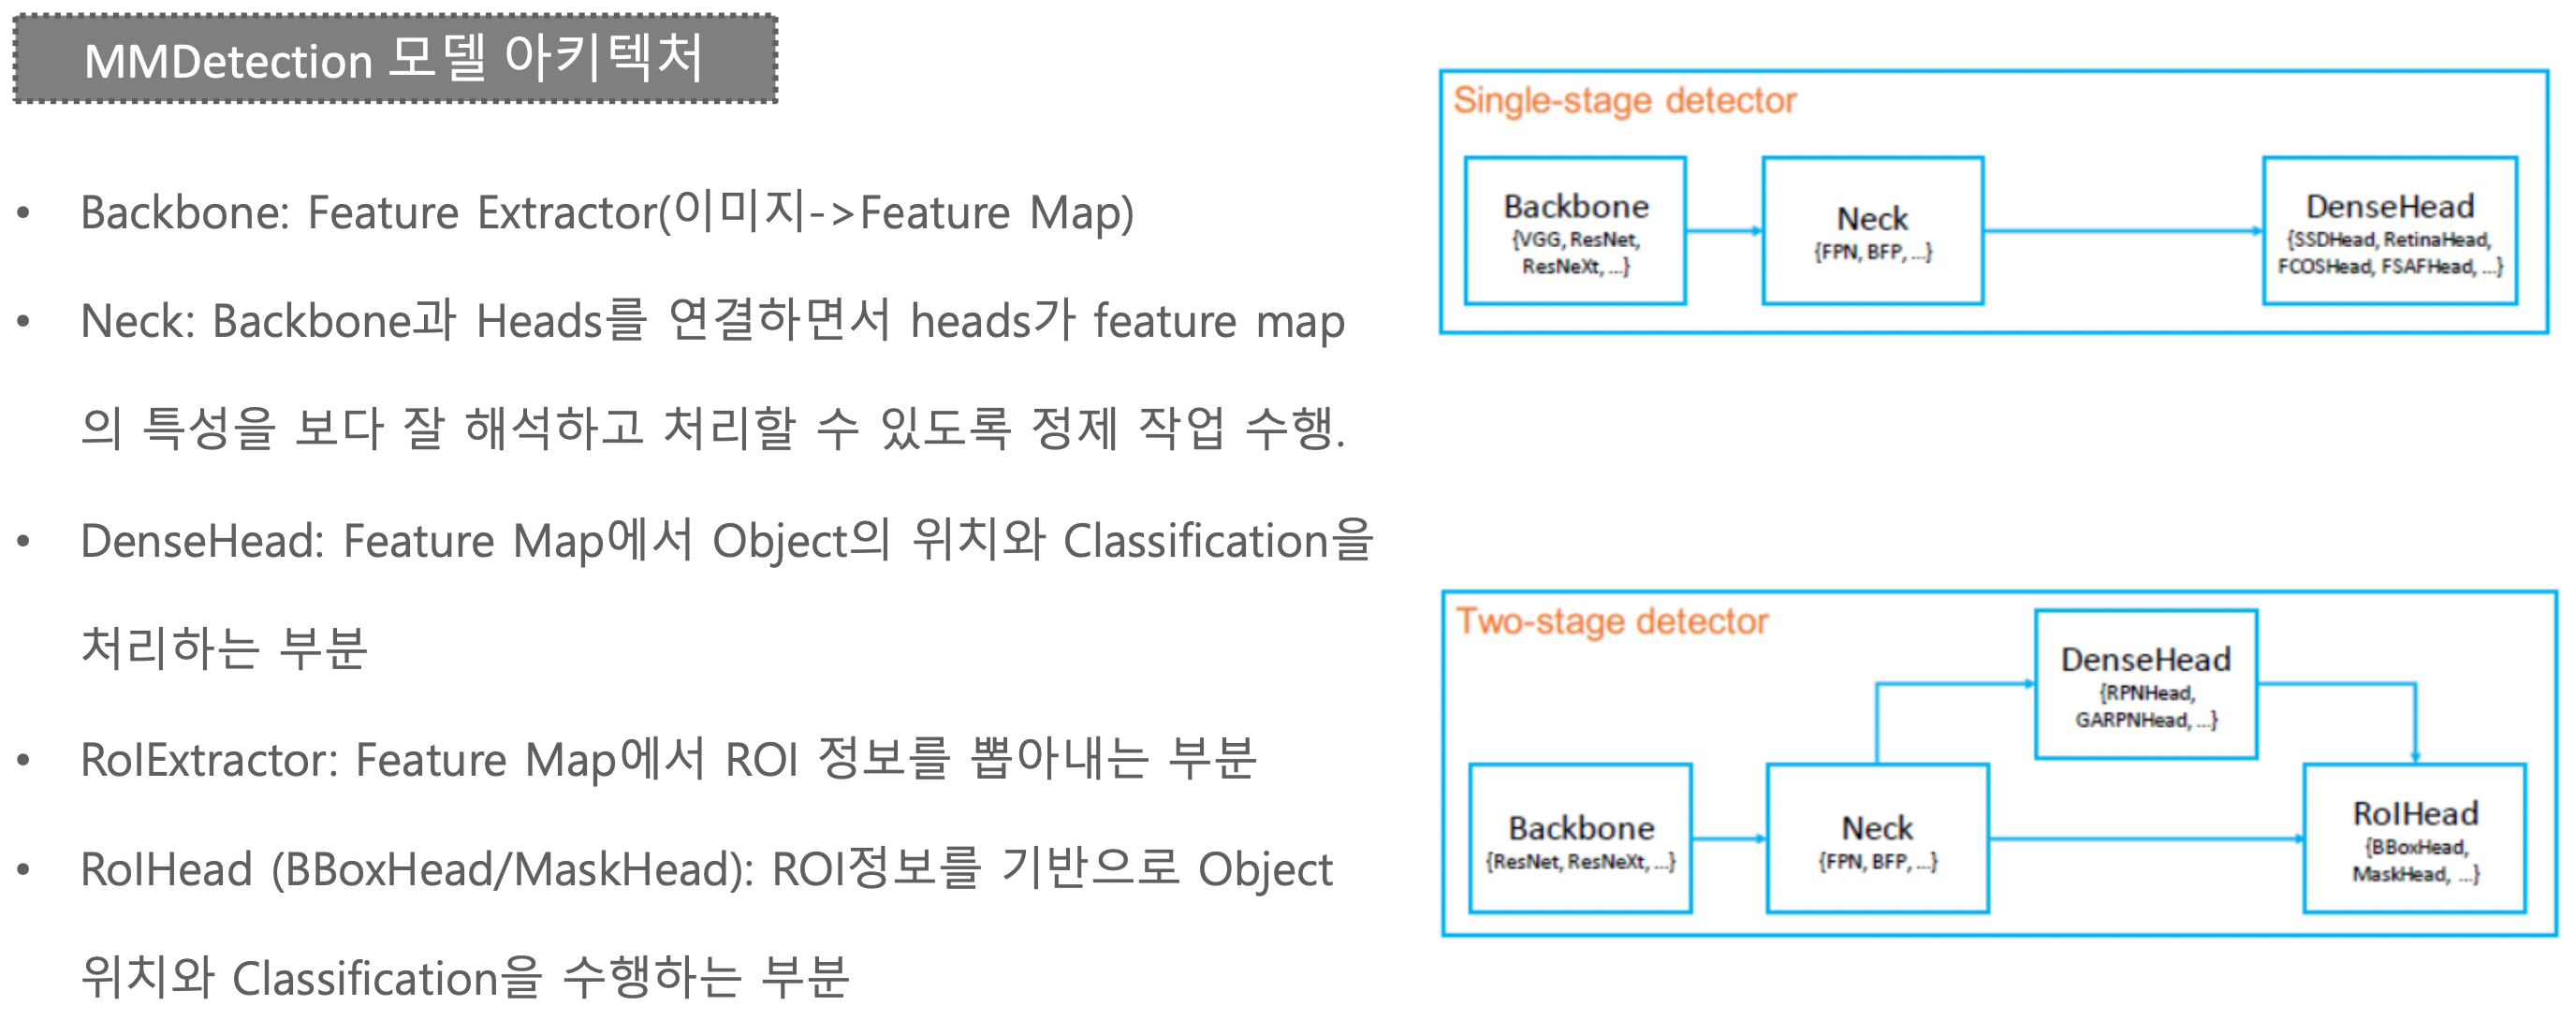 MMDetection 모델 아키텍처
• Backbone: Feature Extractor(이미지->Feature Map)
• Neck: Backbone과 Heads를 연결하면서 heads가 feature map
의 특성을 보다 잘 해석하고 처리할 수 있도록 정제 작업 수행.
• DenseHead: Feature Map에서 Object의 위치와 Classification을
처리하는 부분
• RoIExtractor: Feature Map에서 ROI 정보를 뽑아내는 부분
• RoIHead (BBoxHead/MaskHead): ROI정보를 기반으로 Object
위치와 Classification을 수행하는 부분
Single-stage detector
Backbone
{VGG, ResNet,
ResNeXt, ...}
Neck
{FPN, BFP, ...}
DenseHead
{SSDHead, RetinaHead,
FCOSHead, FSAFHead, ...}
Two-stage detector
DenseHead
{RPNHead,
GARPNHead, ...}
Backbone
{ResNet, ResNeXt, ...}
Neck
{FPN, BFP, ...}
RoIHead
{BBoxHead,
MaskHead, ...}